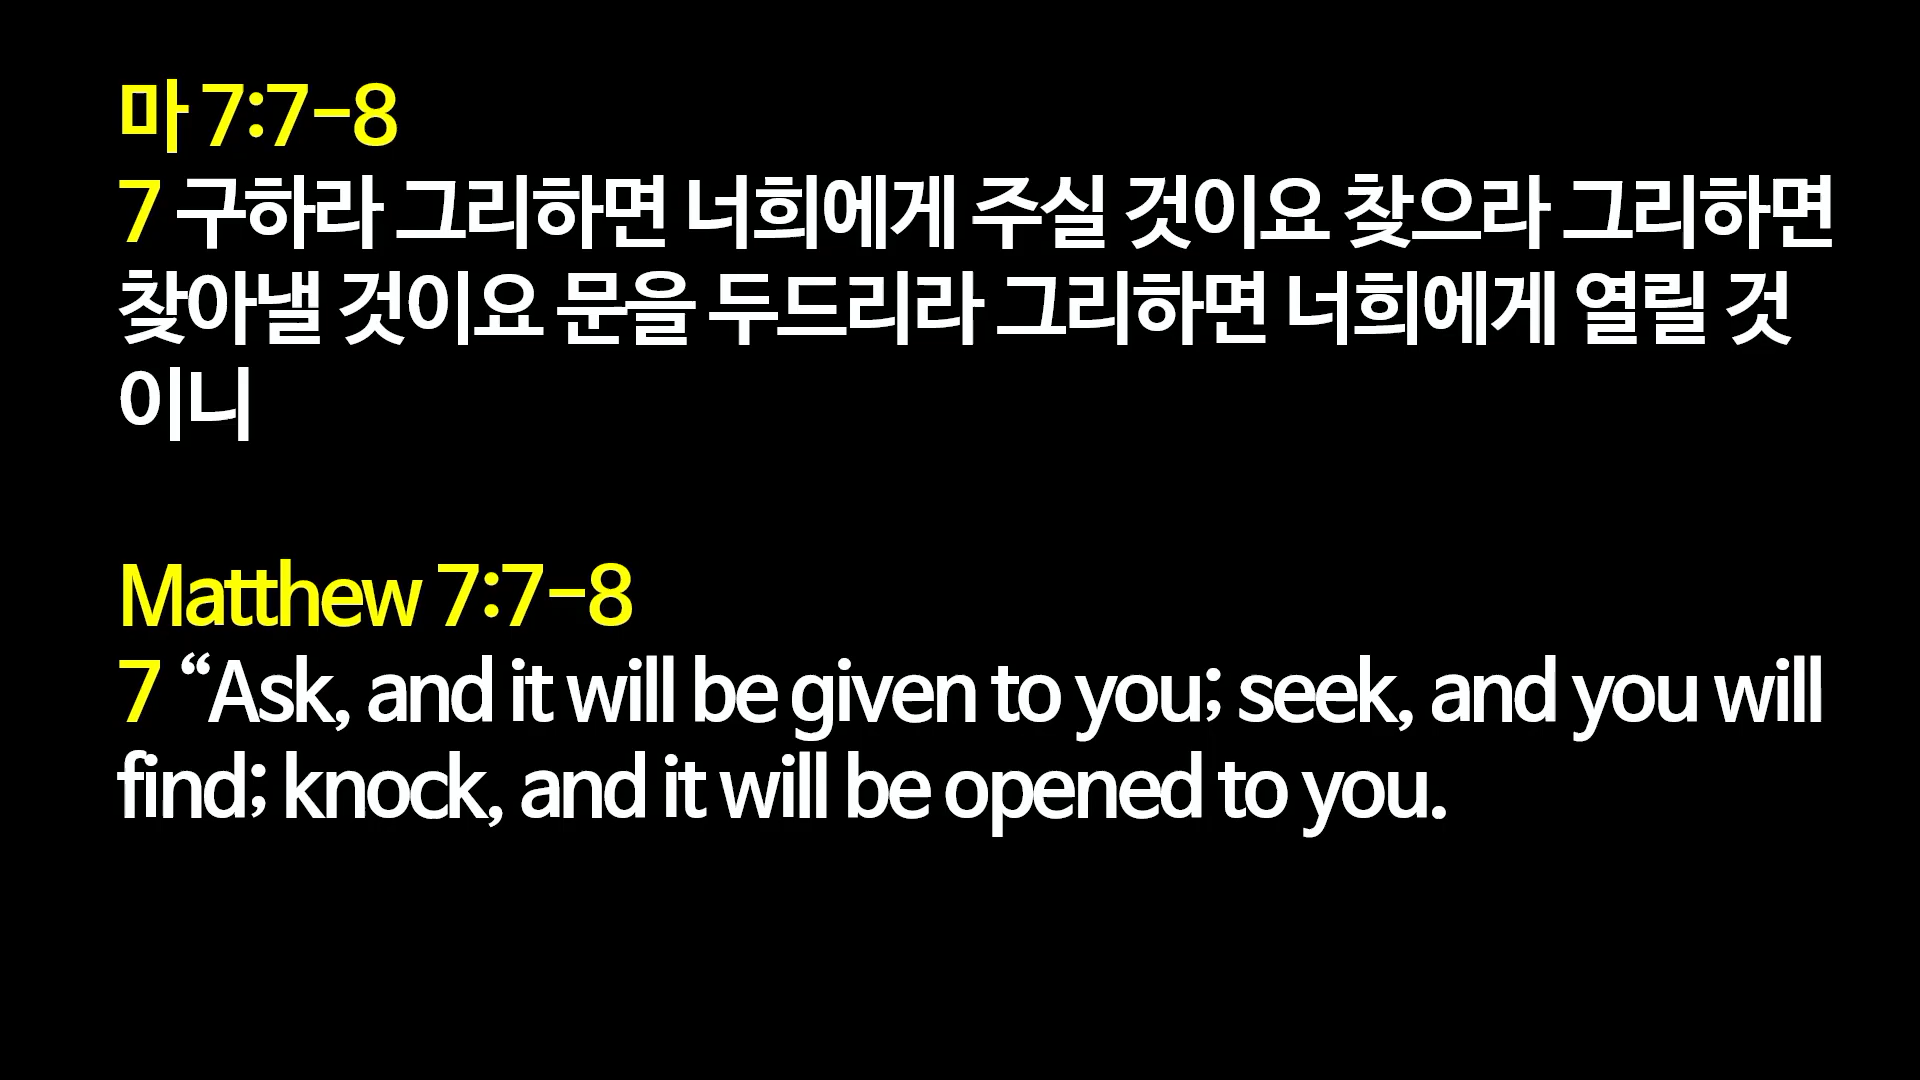 마 7:7-8
7 구하라 그리하면 너희에게 주실 것이요 찾으라 그리하면
찾아낼 것이요 문을 두드리라 그리하면 너희에게 열릴 것
이니
Matthew 7:7-8
7 “Ask, and it will be given to you; seek, and you will
find; knock, and it will be opened to you.